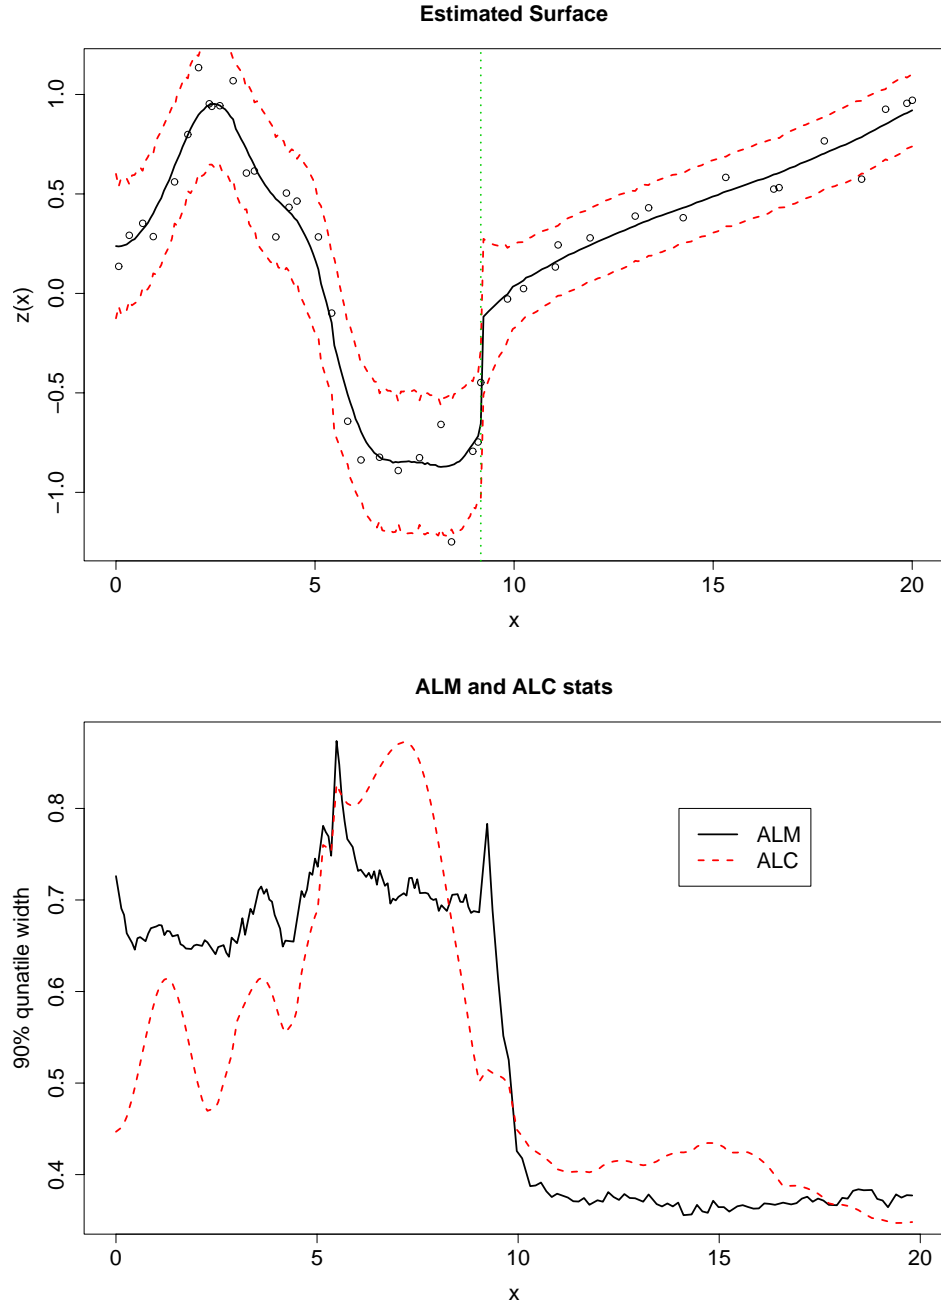 Estimated Surface
z(x)
1.0
0.5
0.0
−0.5
−1.0
0 5 10 15 20
x
ALM and ALC stats
90% qunatile width
0.8
0.7
0.6
0.5
0.4
ALM
ALC
0 5 10 15 20
x